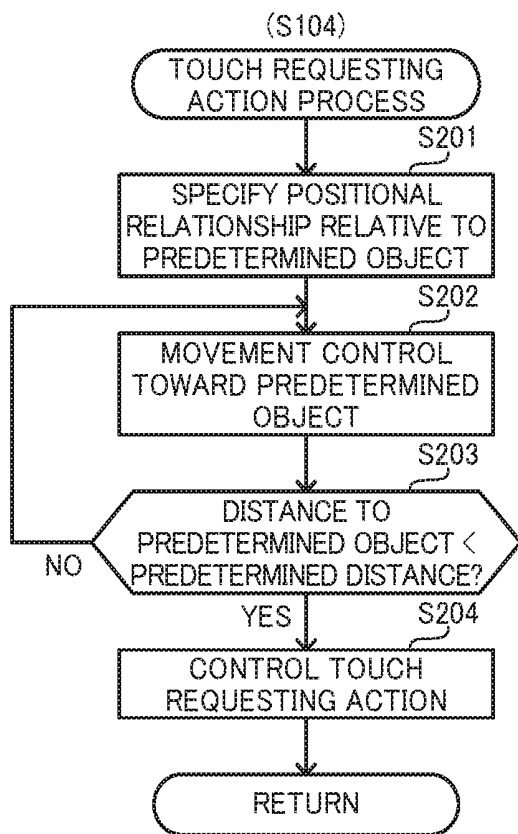 (S104)
TOUCH REQUESTING
ACTION PROCESS
S201
SPECIFY POSITIONAL
RELATIONSHIP RELATIVE TO
PREDETERMINED OBJECT
S202
MOVEMENT CONTROL
TOWARD PREDETERMINED
OBJECT
S203
DISTANCE TO
PREDETERMINED OBJECT <
PREDETERMINED DISTANCE?
NO
YES
S204
CONTROL TOUCH
REQUESTING ACTION
RETURN